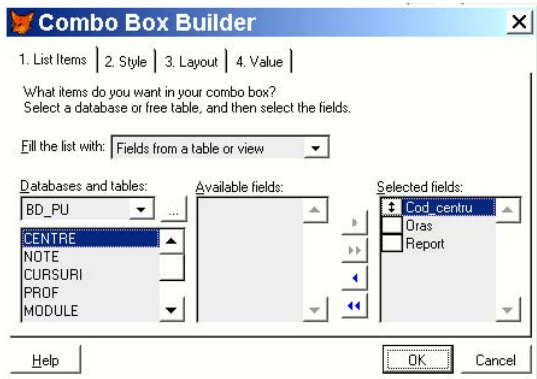 Combo Box Builder
1. List Items 2. Style 3. Layout 4. Value
What items do you want in your combo box?
Select a database or free table, and then select the fields.
Fill the list with: Fields from a table or view
Databases and tables: Available fields: Selected fields:
BD_PU ...
CENTRE
NOTE
CURSURI
PROF
MODULE
Cod_centru
Oras
Report
Help OK Cancel